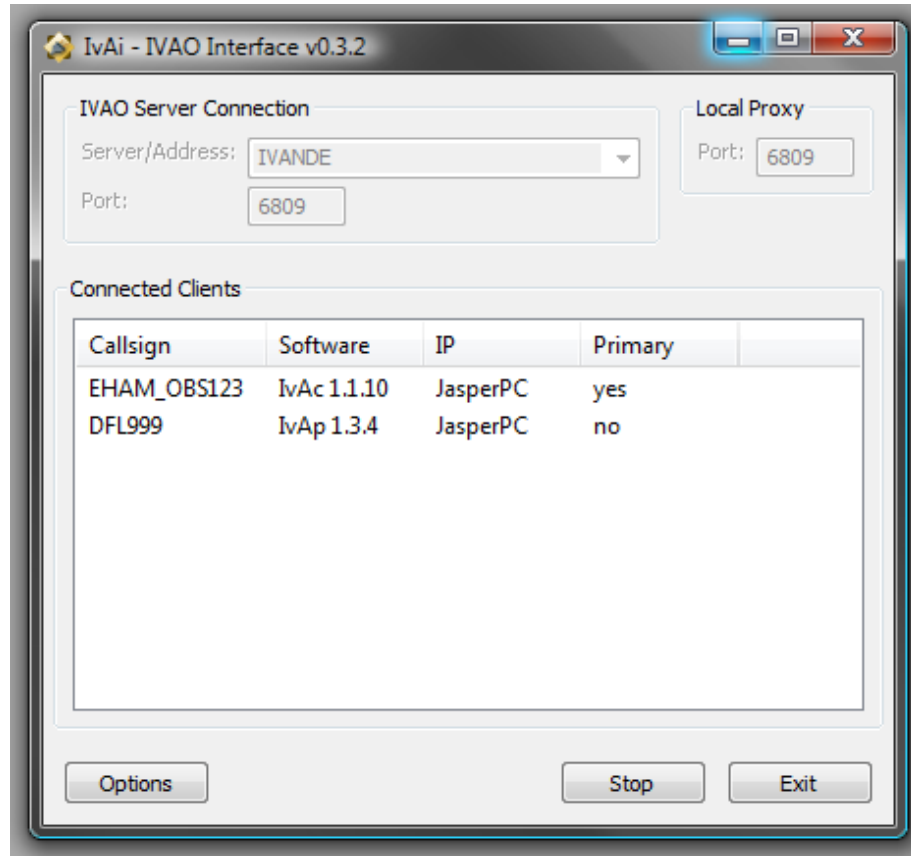 IvAi - IVAO Interface v0.3.2
IVAO Server Connection
Server/Address: IVANDE
Port: 6809
Local Proxy
Port: 6809
Connected Clients
Callsign Software IP Primary
EHAM_OBS123 IvAc 1.1.10 JasperPC yes
DFL999 IvAp 1.3.4 JasperPC no
Options Stop Exit